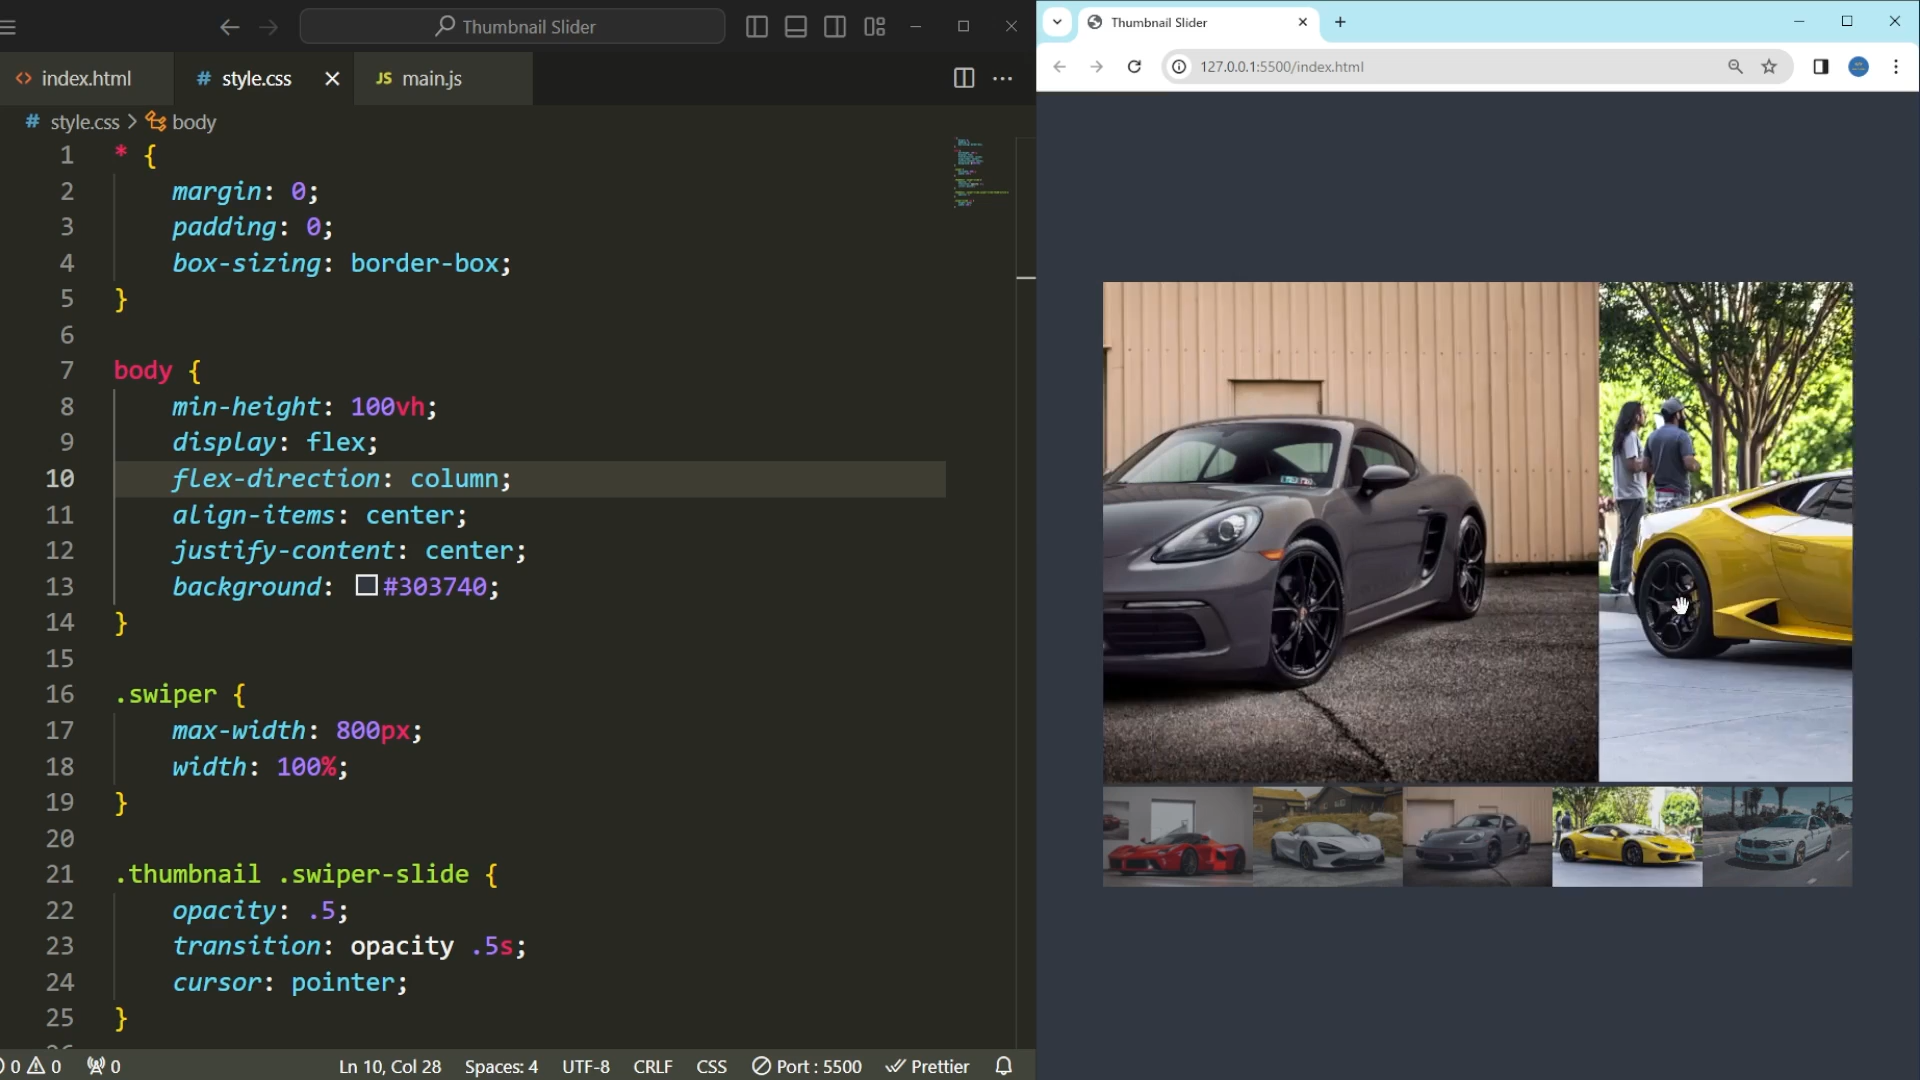 Thumbnail Slider
index.html
# style.css
JS main.js
# style.css > body
1 * {
2 margin: 0;
3 padding: 0;
4 box-sizing: border-box;
5 }
6
7 body {
8 min-height: 100vh;
9 display: flex;
10 flex-direction: column;
11 align-items: center;
12 justify-content: center;
13 background: #303740;
14 }
15
16 .swiper {
17 max-width: 800px;
18 width: 100%;
19 }
20
21 .thumbnail .swiper-slide {
22 opacity: .5;
23 transition: opacity .5s;
24 cursor: pointer;
25 }
0 0 0 Ln 10, Col 28 Spaces: 4 UTF-8 CRLF CSS Port : 5500 Prettier
Thumbnail Slider
127.0.0.1:5500/index.html